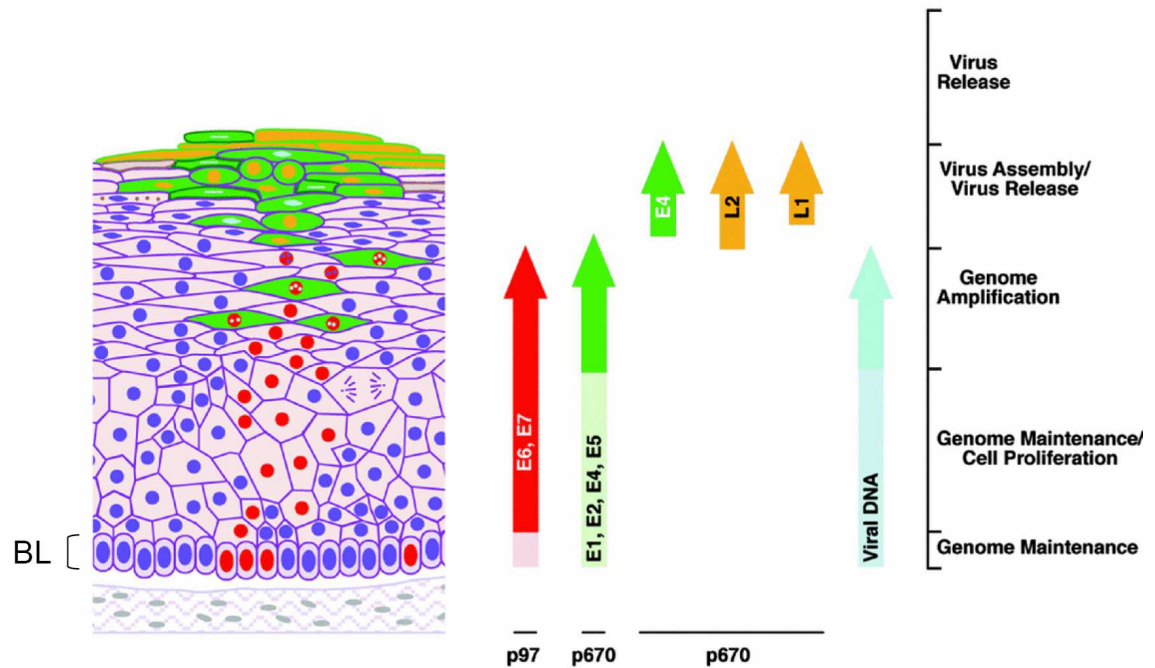 Virus
Release
Virus Assembly/
Virus Release
E4
L2
L1
Genome
Amplification
E6, E7
E1, E2, E4, E5
Viral DNA
Genome Maintenance/
Cell Proliferation
BL
Genome Maintenance
p97
p670
p670